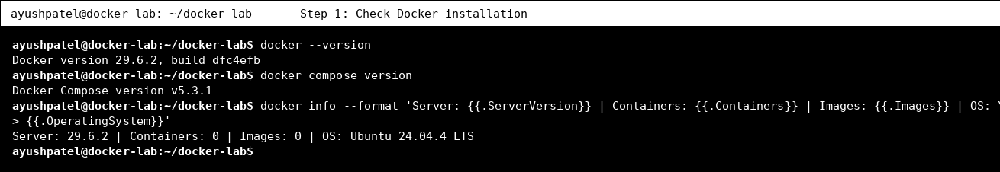 ayushpatel@docker-lab: ~/docker-lab — Step 1: Check Docker installation
ayushpatel@docker-lab:~/docker-lab$ docker --version
Docker version 29.6.2, build dfc4efb
ayushpatel@docker-lab:~/docker-lab$ docker compose version
Docker Compose version v5.3.1
ayushpatel@docker-lab:~/docker-lab$ docker info --format 'Server: {{.ServerVersion}} | Containers: {{.Containers}} | Images: {{.Images}} | OS:
> {{.OperatingSystem}}'
Server: 29.6.2 | Containers: 0 | Images: 0 | OS: Ubuntu 24.04.4 LTS
ayushpatel@docker-lab:~/docker-lab$